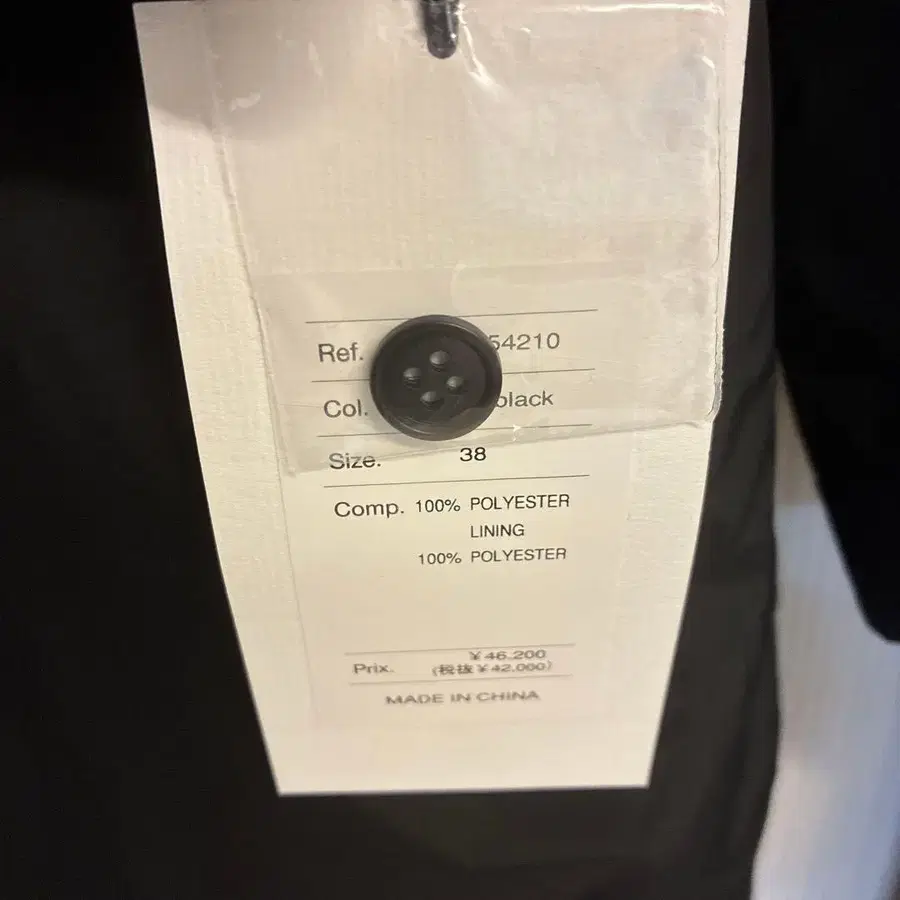 Ref. 54210
Col. black
Size. 38
Comp. 100% POLYESTER
LINING
100% POLYESTER
¥46.200
Prix. (税抜¥42.000)
MADE IN CHINA